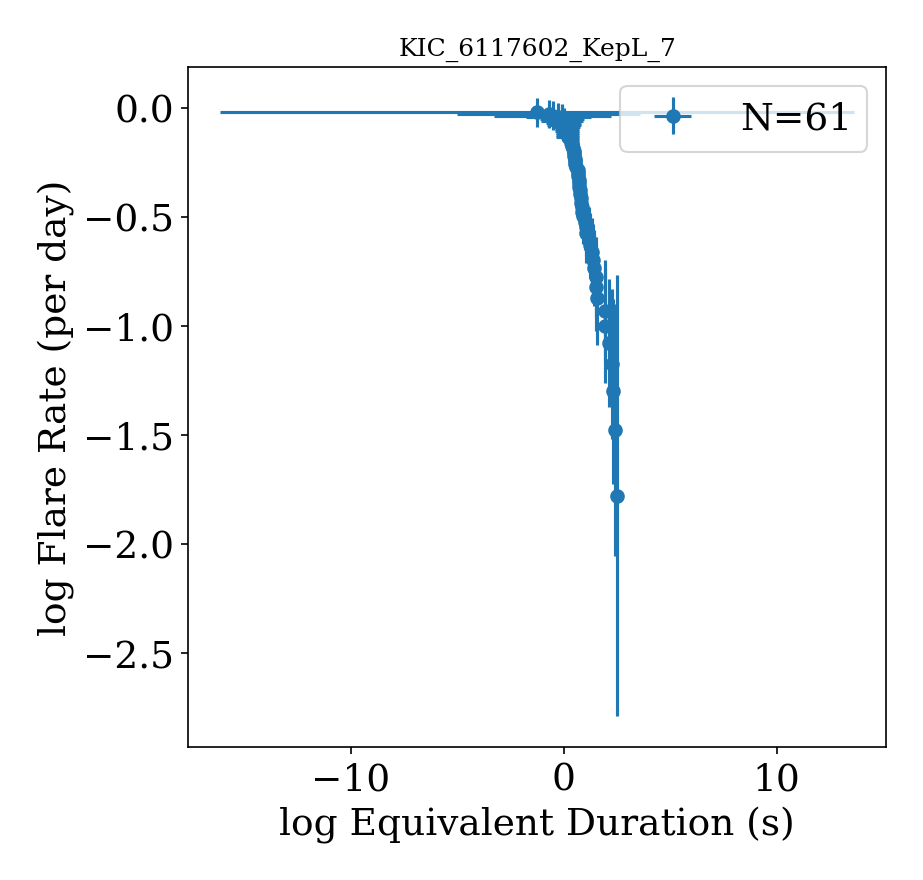 KIC_6117602_KepL_7
N=61
0.0
−0.5
−1.0
−1.5
−2.0
−2.5
log Flare Rate (per day)
−10
0
10
log Equivalent Duration (s)